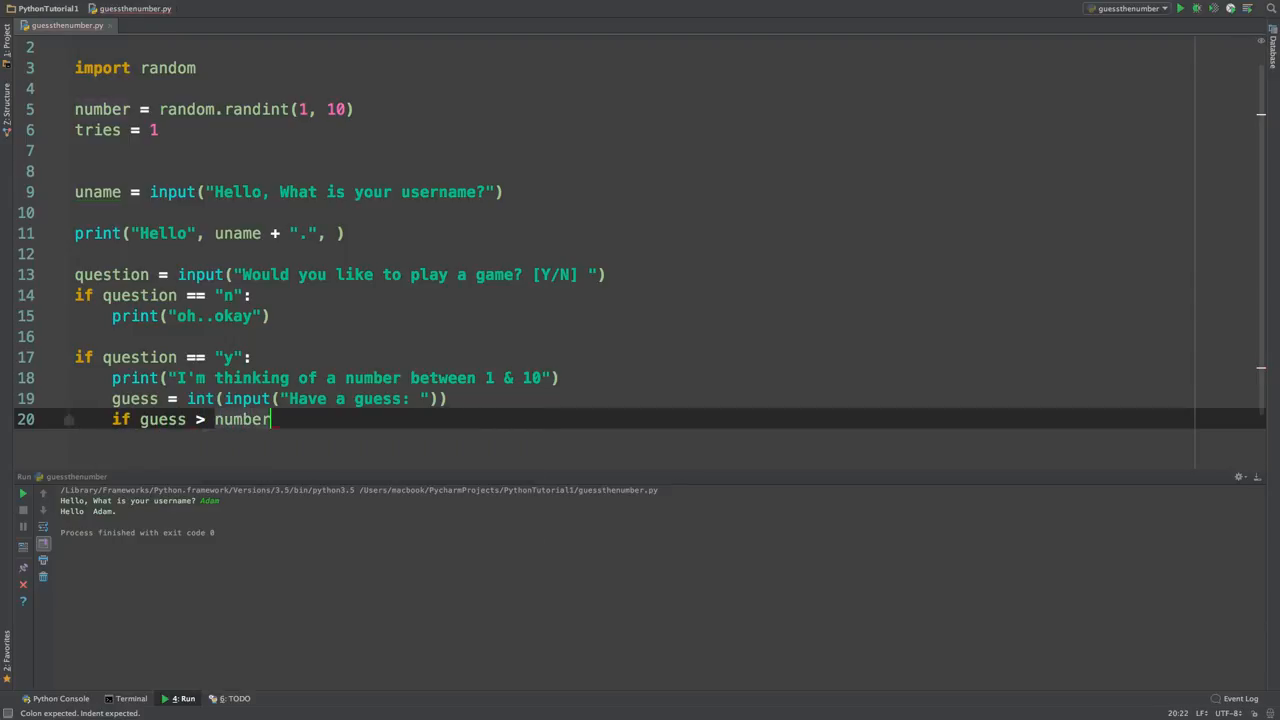 PythonTutorial1 guessthenumber.py guessthenumber
guessthenumber.py
1: Project
Z: Structure
2: Favorites
Database
2
3 import random
4
5 number = random.randint(1, 10)
6 tries = 1
7
8
9 uname = input("Hello, What is your username?")
10
11 print("Hello", uname + ".", )
12
13 question = input("Would you like to play a game? [Y/N] ")
14 if question == "n":
15 print("oh..okay")
16
17 if question == "y":
18 print("I'm thinking of a number between 1 & 10")
19 guess = int(input("Have a guess: "))
20 if guess > number
Run guessthenumber
/Library/Frameworks/Python.framework/Versions/3.5/bin/python3.5 /Users/macbook/PycharmProjects/PythonTutorial1/guessthenumber.py
Hello, What is your username? Adam
Hello Adam.
Process finished with exit code 0
Python Console Terminal 4: Run 6: TODO Event Log
Colon expected. Indent expected. 20:22 LF÷ UTF-8÷